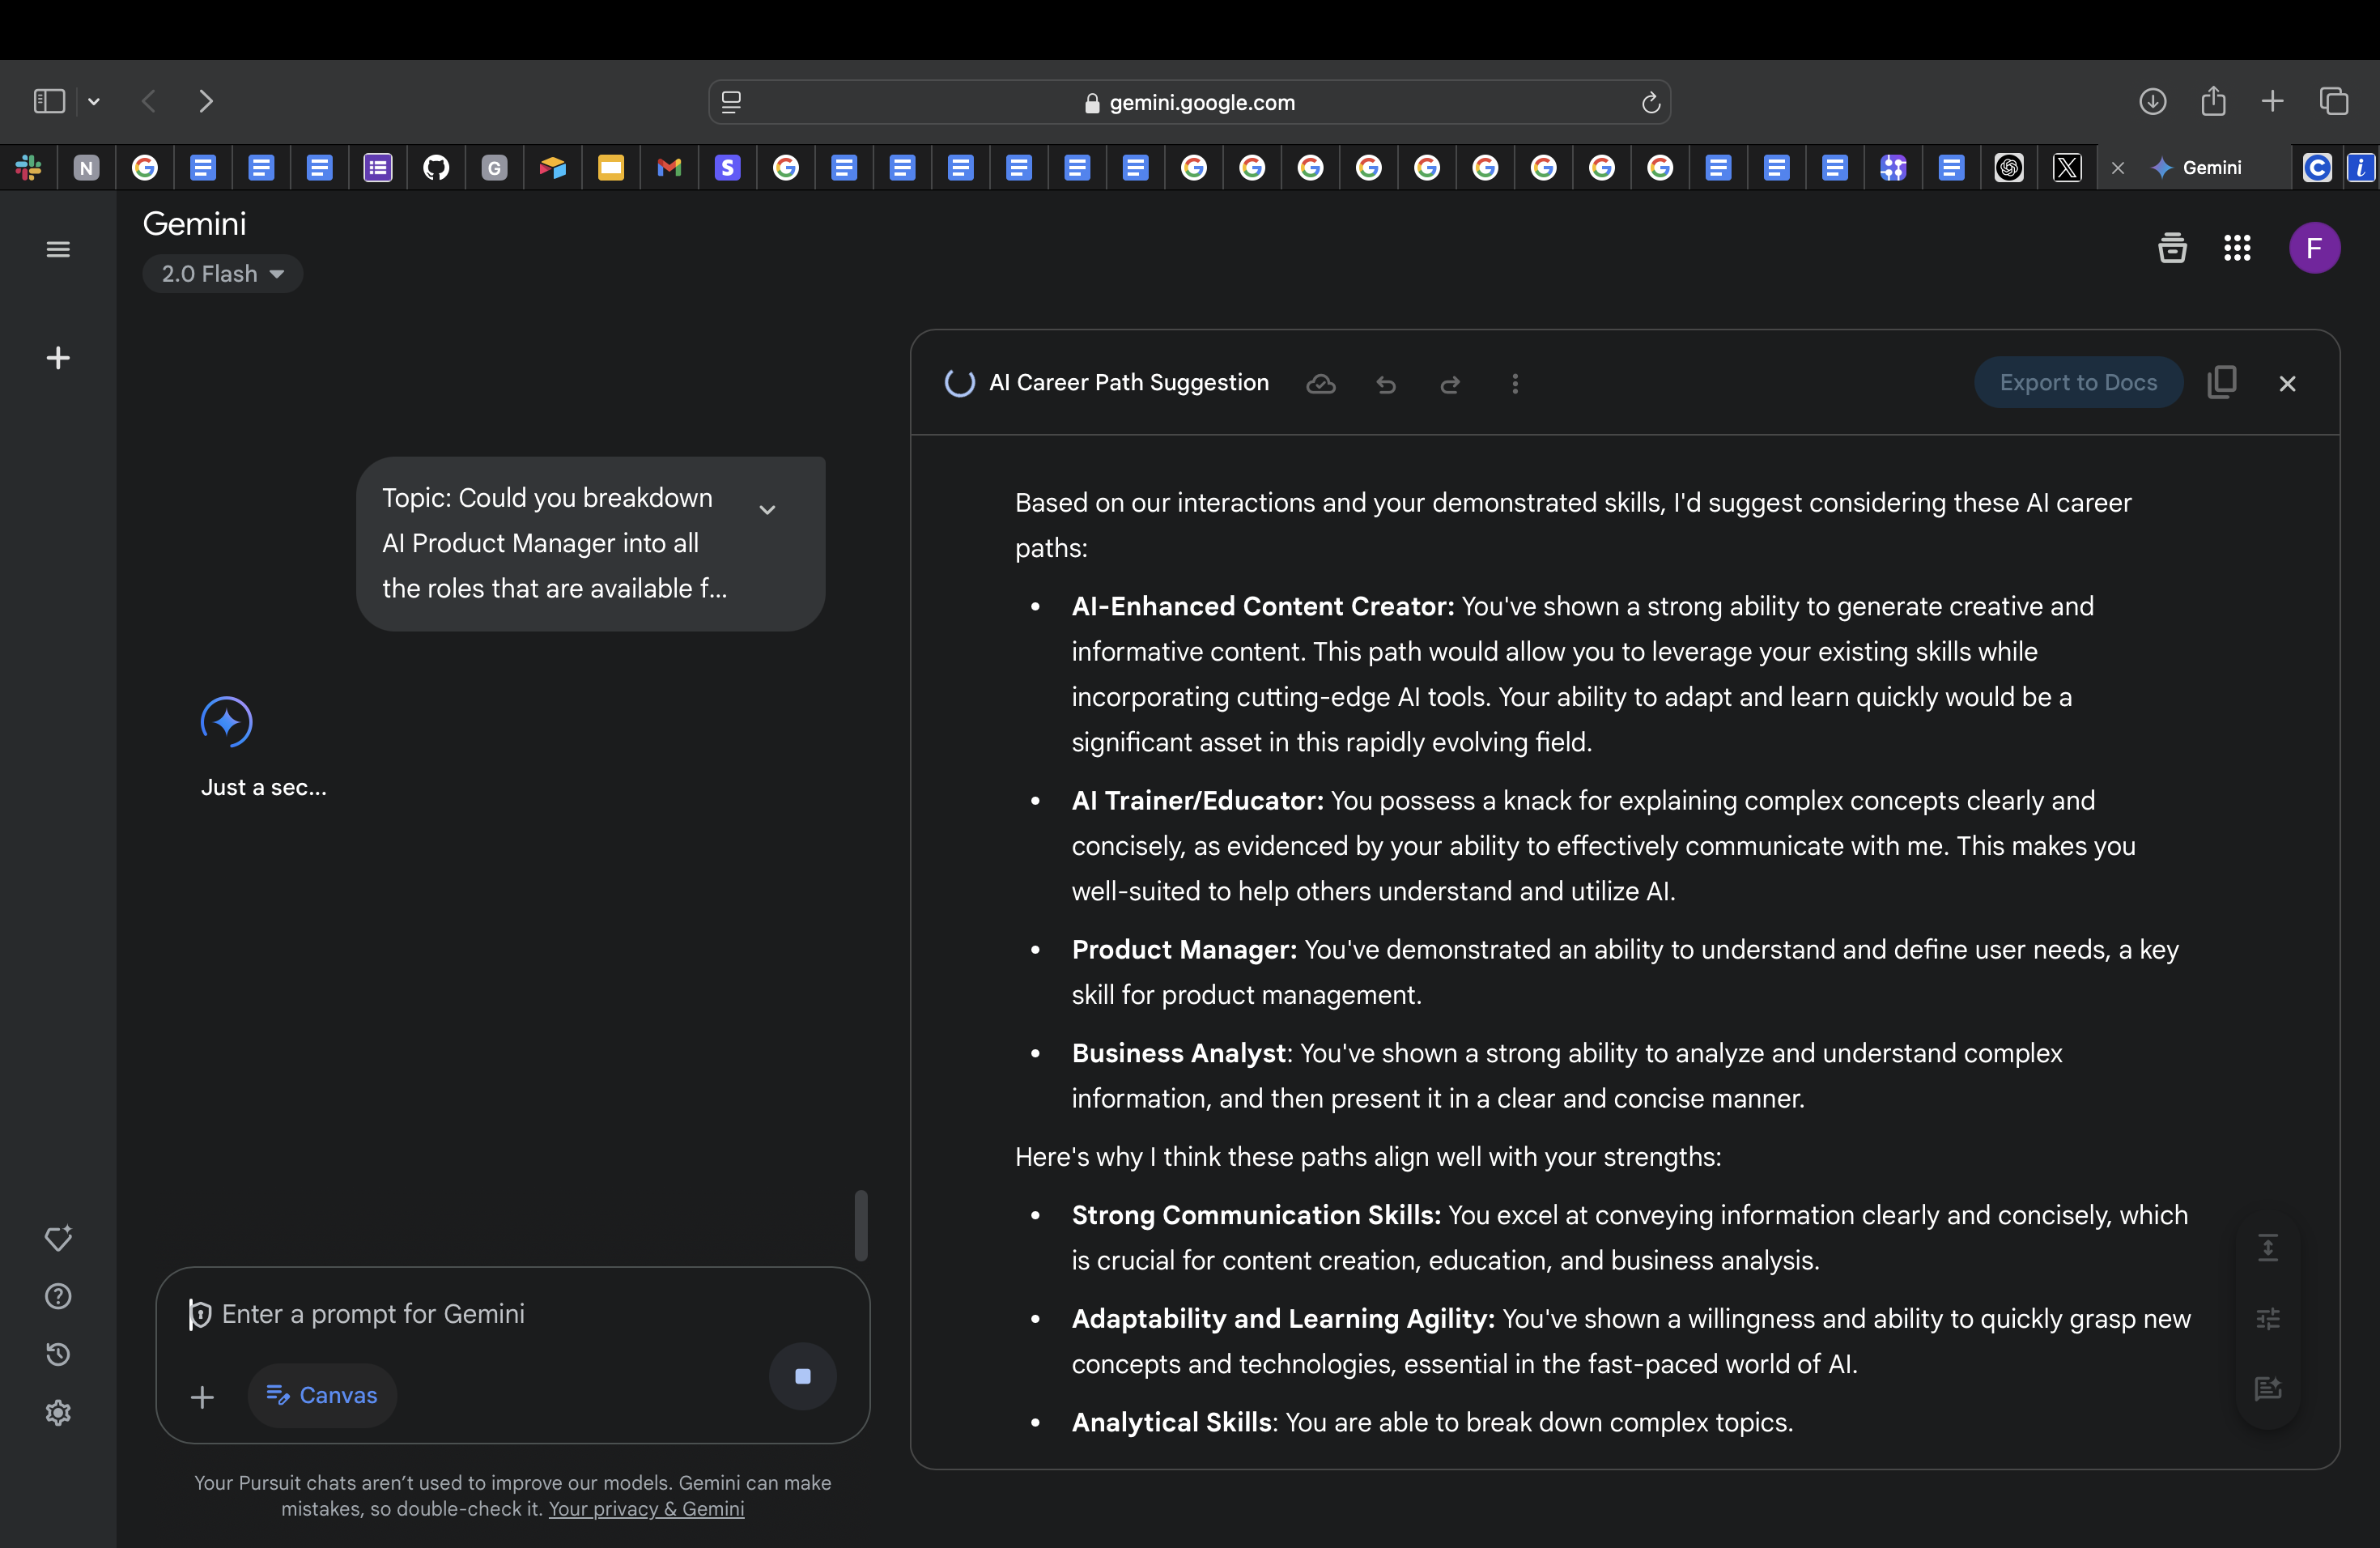 gemini.google.com
N
G
S
Gemini
C
i
Gemini
2.0 Flash
F
Topic: Could you breakdown
AI Product Manager into all
the roles that are available f...
Just a sec...
Enter a prompt for Gemini
Canvas
Your Pursuit chats aren’t used to improve our models. Gemini can make
mistakes, so double-check it. Your privacy & Gemini
AI Career Path Suggestion
Export to Docs
Based on our interactions and your demonstrated skills, I'd suggest considering these AI career
paths:
• AI-Enhanced Content Creator: You've shown a strong ability to generate creative and
informative content. This path would allow you to leverage your existing skills while
incorporating cutting-edge AI tools. Your ability to adapt and learn quickly would be a
significant asset in this rapidly evolving field.
• AI Trainer/Educator: You possess a knack for explaining complex concepts clearly and
concisely, as evidenced by your ability to effectively communicate with me. This makes you
well-suited to help others understand and utilize AI.
• Product Manager: You've demonstrated an ability to understand and define user needs, a key
skill for product management.
• Business Analyst: You've shown a strong ability to analyze and understand complex
information, and then present it in a clear and concise manner.
Here's why I think these paths align well with your strengths:
• Strong Communication Skills: You excel at conveying information clearly and concisely, which
is crucial for content creation, education, and business analysis.
• Adaptability and Learning Agility: You've shown a willingness and ability to quickly grasp new
concepts and technologies, essential in the fast-paced world of AI.
• Analytical Skills: You are able to break down complex topics.